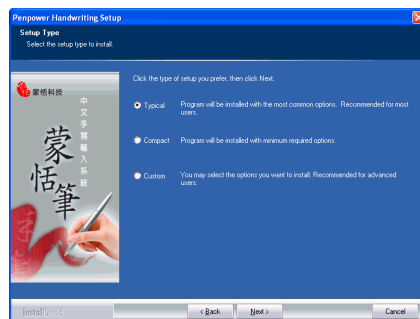 Penpower Handwriting Setup
Setup Type
Select the setup type to install.
Click the type of setup you prefer, then click Next.
蒙恬科技
中文手寫輸入系統
蒙恬筆
Typical
Program will be installed with the most common options. Recommended for most
users.
Compact
Program will be installed with minimum required options.
Custom
You may select the options you want to install. Recommended for advanced
users.
< Back
Next >
Cancel